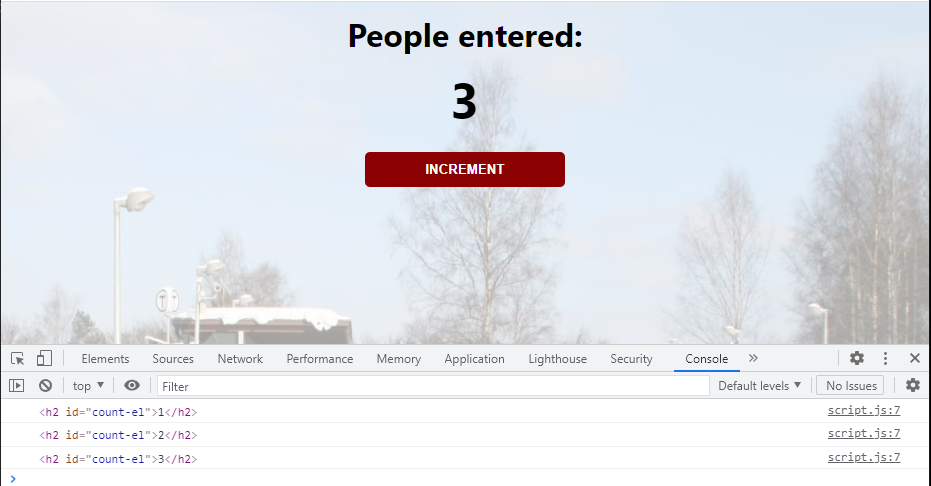 People entered:
3
INCREMENT
Elements Sources Network Performance Memory Application Lighthouse Security Console »
top ▼ Filter Default levels ▼ No Issues
<h2 id="count-el">1</h2> script.js:7
<h2 id="count-el">2</h2> script.js:7
<h2 id="count-el">3</h2> script.js:7
>